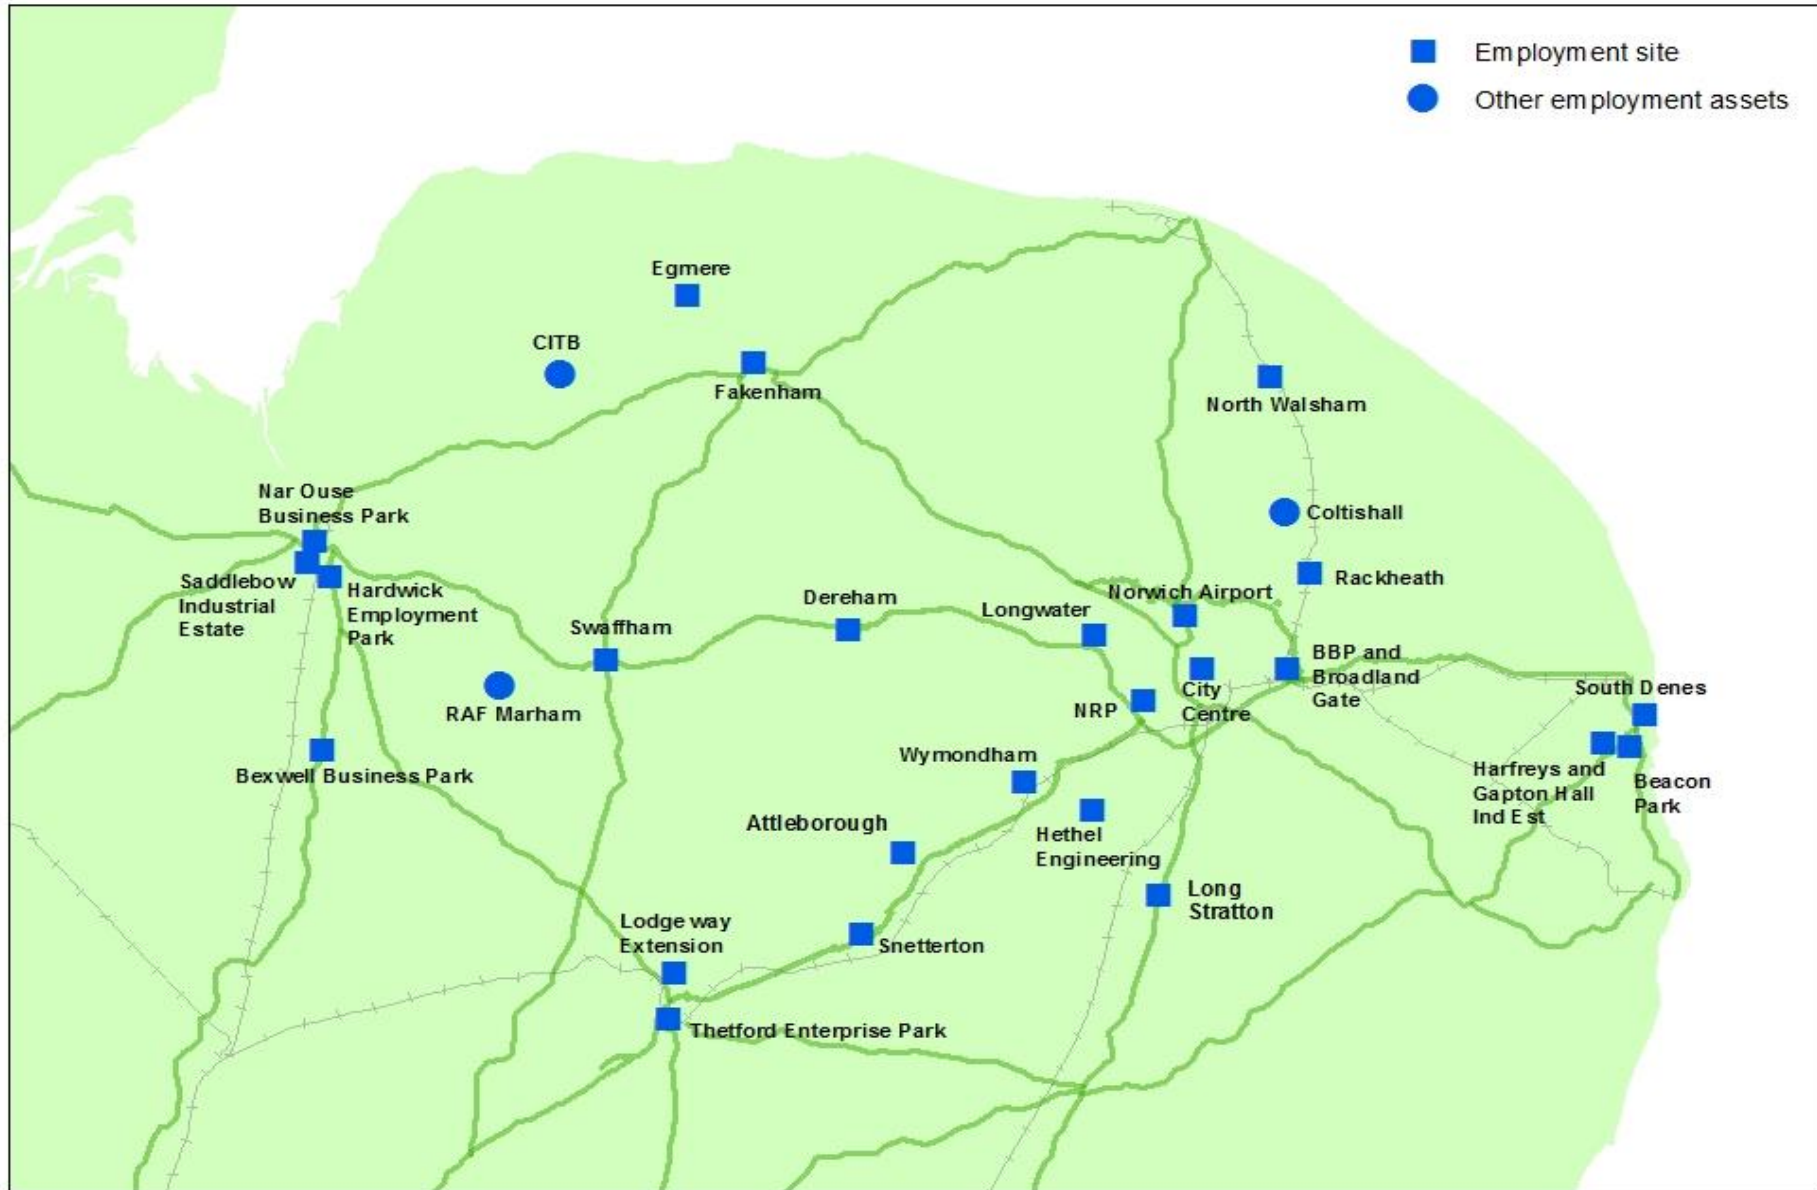 Employment site
Other employment assets
Egmere
CITB
Fakenham
North Walsham
Nar Ouse
Business Park
Coltishall
Saddlebow
Industrial
Estate
Hardwick
Employment
Park
Rackheath
Norwich Airport
Dereham
Longwater
Swaffham
BBP and
Broadland
Gate
RAF Marham
City
Centre
NRP
South Denes
Wymondham
Bexwell Business Park
Harfreys and
Gapton Hall
Ind Est
Beacon
Park
Attleborough
Hethel
Engineering
Long
Stratton
Lodge way
Extension
Snetterton
Thetford Enterprise Park